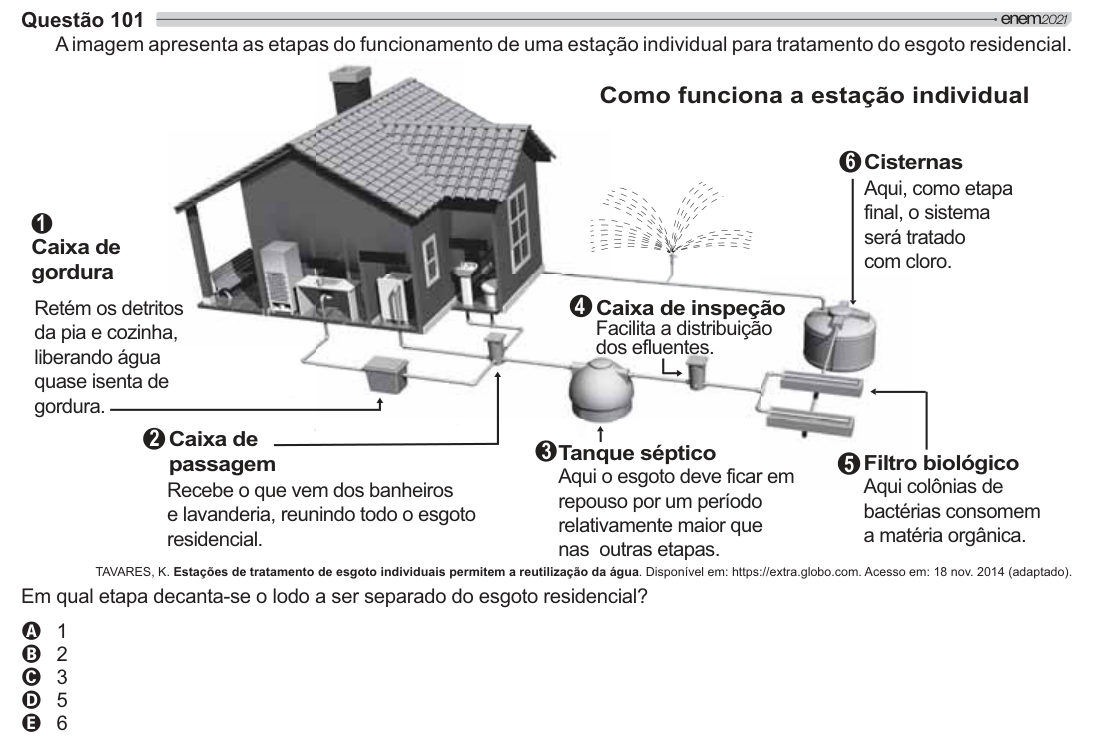 Questão 101
enem2021
A imagem apresenta as etapas do funcionamento de uma estação individual para tratamento do esgoto residencial.
Como funciona a estação individual
1
Caixa de
gordura
Retém os detritos
da pia e cozinha,
liberando água
quase isenta de
gordura.
2 Caixa de
passagem
Recebe o que vem dos banheiros
e lavanderia, reunindo todo o esgoto
residencial.
3 Tanque séptico
Aqui o esgoto deve ficar em
repouso por um período
relativamente maior que
nas outras etapas.
4 Caixa de inspeção
Facilita a distribuição
dos efluentes.
5 Filtro biológico
Aqui colônias de
bactérias consomem
a matéria orgânica.
6 Cisternas
Aqui, como etapa
final, o sistema
será tratado
com cloro.
TAVARES, K. Estações de tratamento de esgoto individuais permitem a reutilização da água. Disponível em: https://extra.globo.com. Acesso em: 18 nov. 2014 (adaptado).
Em qual etapa decanta-se o lodo a ser separado do esgoto residencial?
A 1
B 2
C 3
D 5
E 6